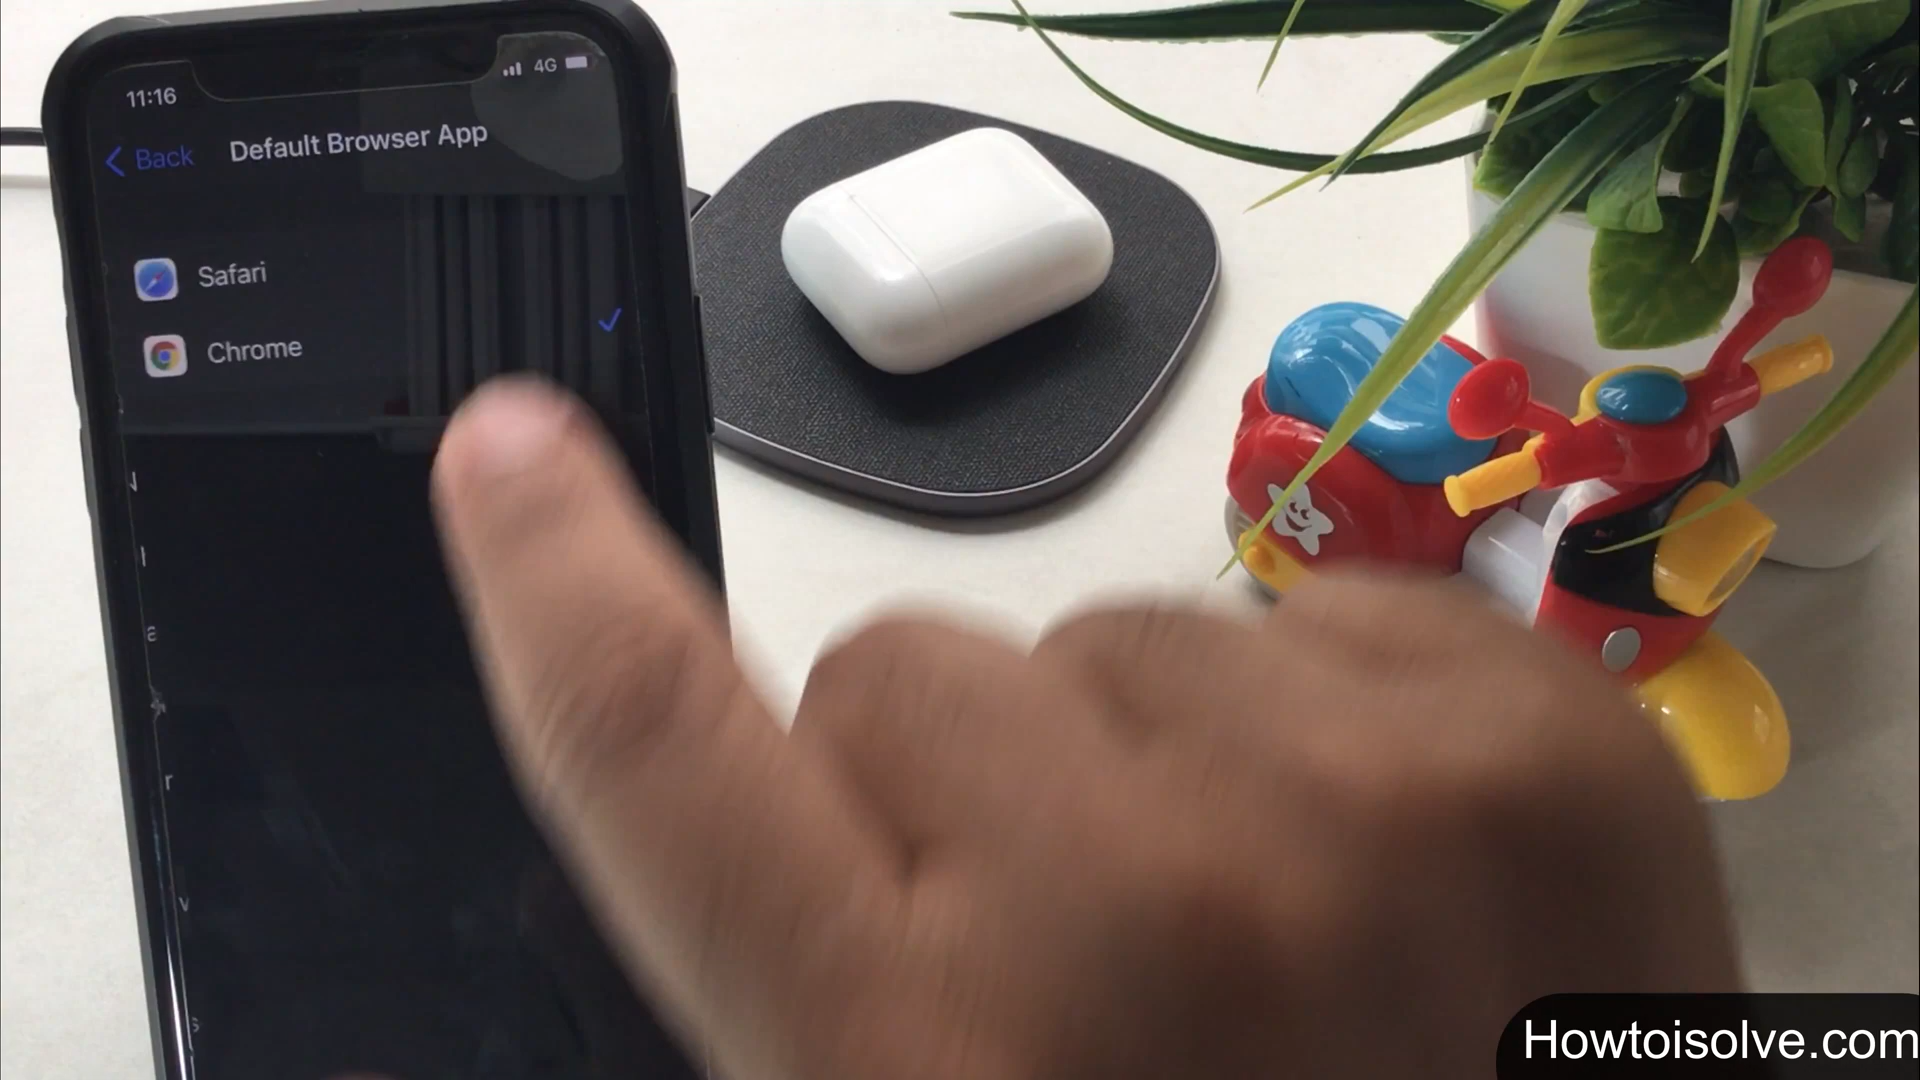 11:16
4G
Back
Default Browser App
Safari
Chrome
Howtoisolve.com